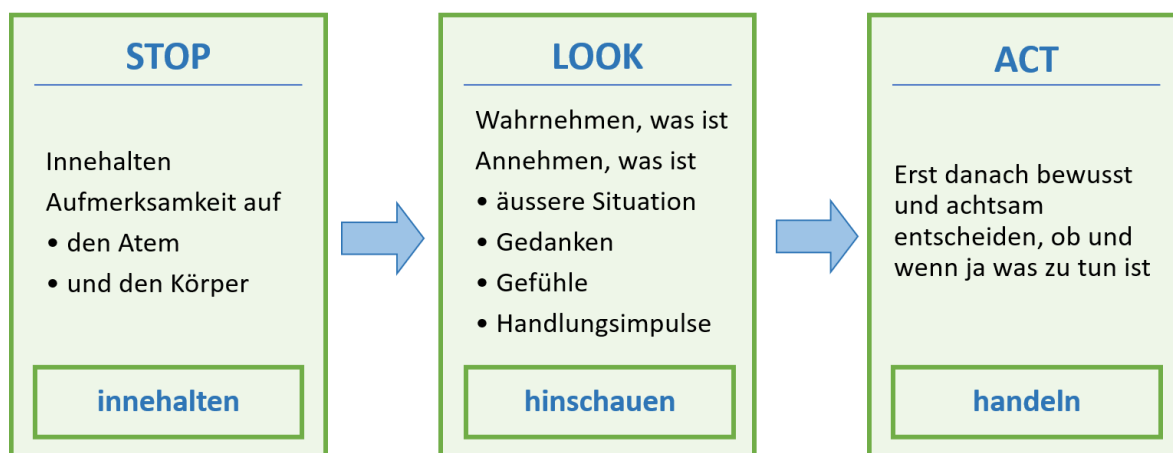 STOP
Innehalten
Aufmerksamkeit auf
• den Atem
• und den Körper
innehalten
LOOK
Wahrnehmen, was ist
Annehmen, was ist
• äussere Situation
• Gedanken
• Gefühle
• Handlungsimpulse
hinschauen
ACT
Erst danach bewusst
und achtsam
entscheiden, ob und
wenn ja was zu tun ist
handeln